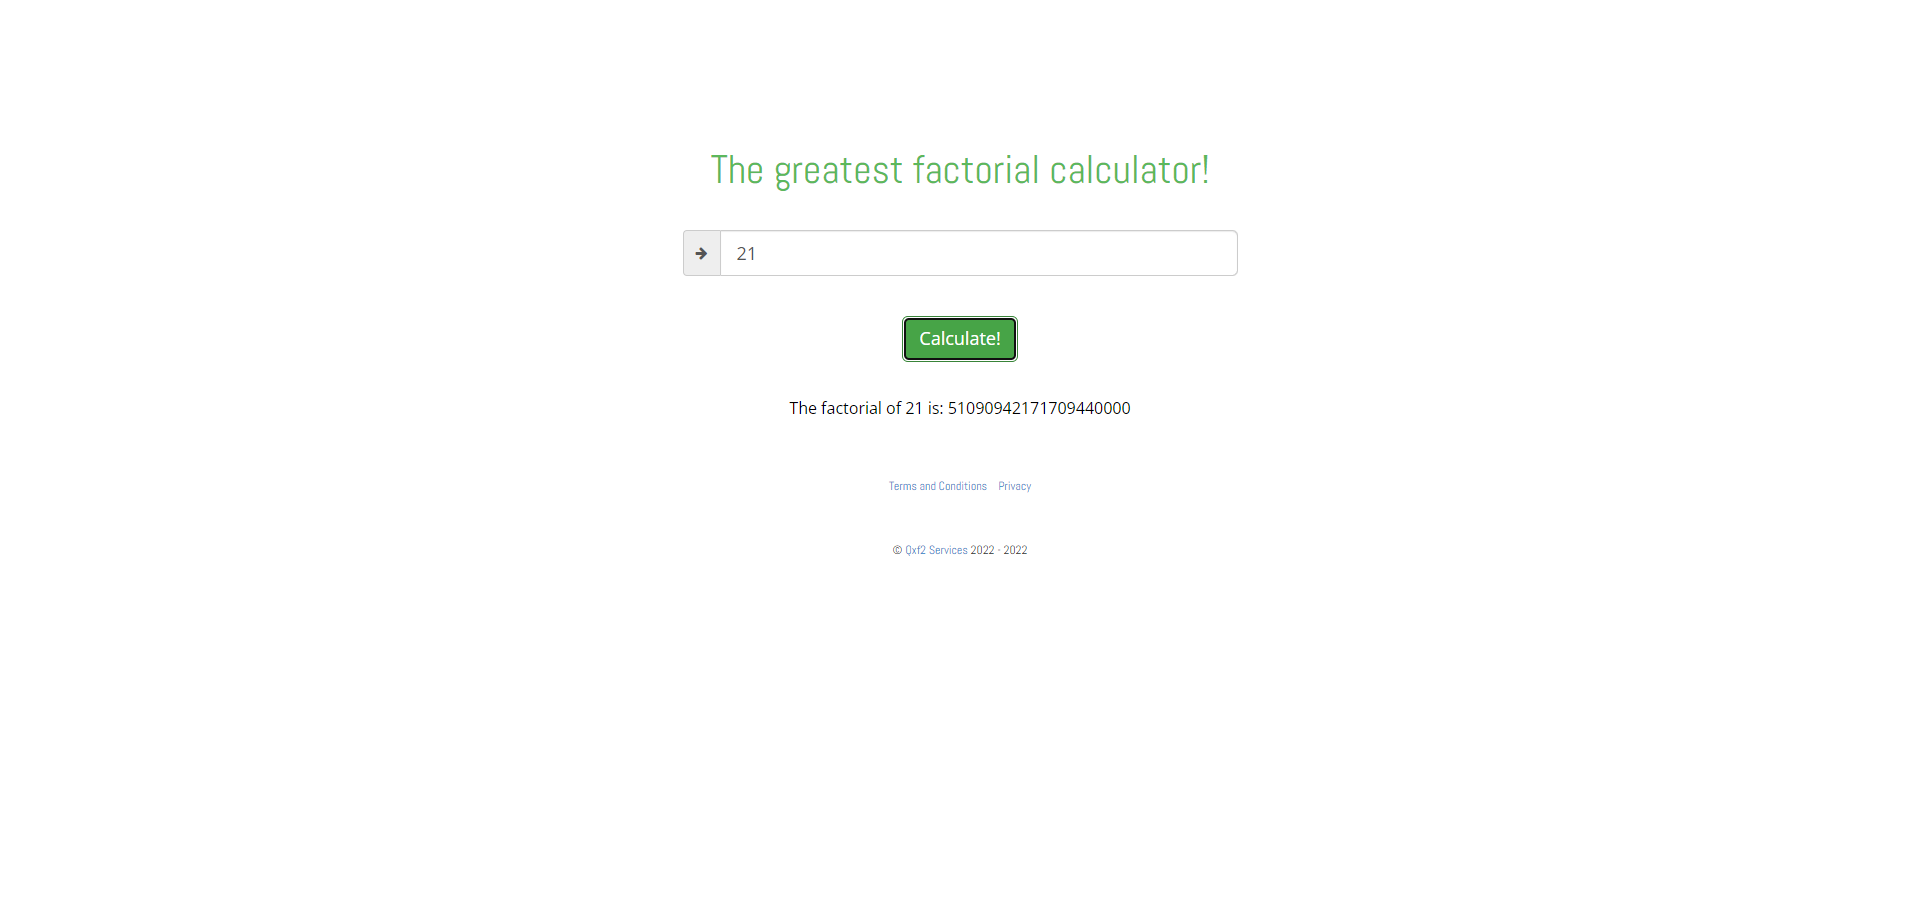 The greatest factorial calculator!
21
Calculate!
The factorial of 21 is: 51090942171709440000
Terms and Conditions Privacy
© Qxf2 Services 2022 - 2022